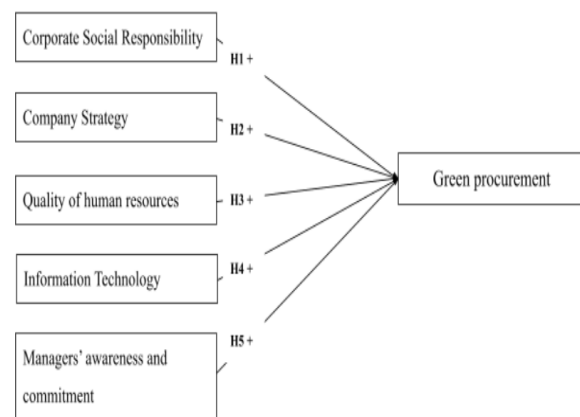 Corporate Social Responsibility
H1 +
Company Strategy
H2 +
Green procurement
Quality of human resources
H3 +
Information Technology
H4 +
H5 +
Managers' awareness and
commitment